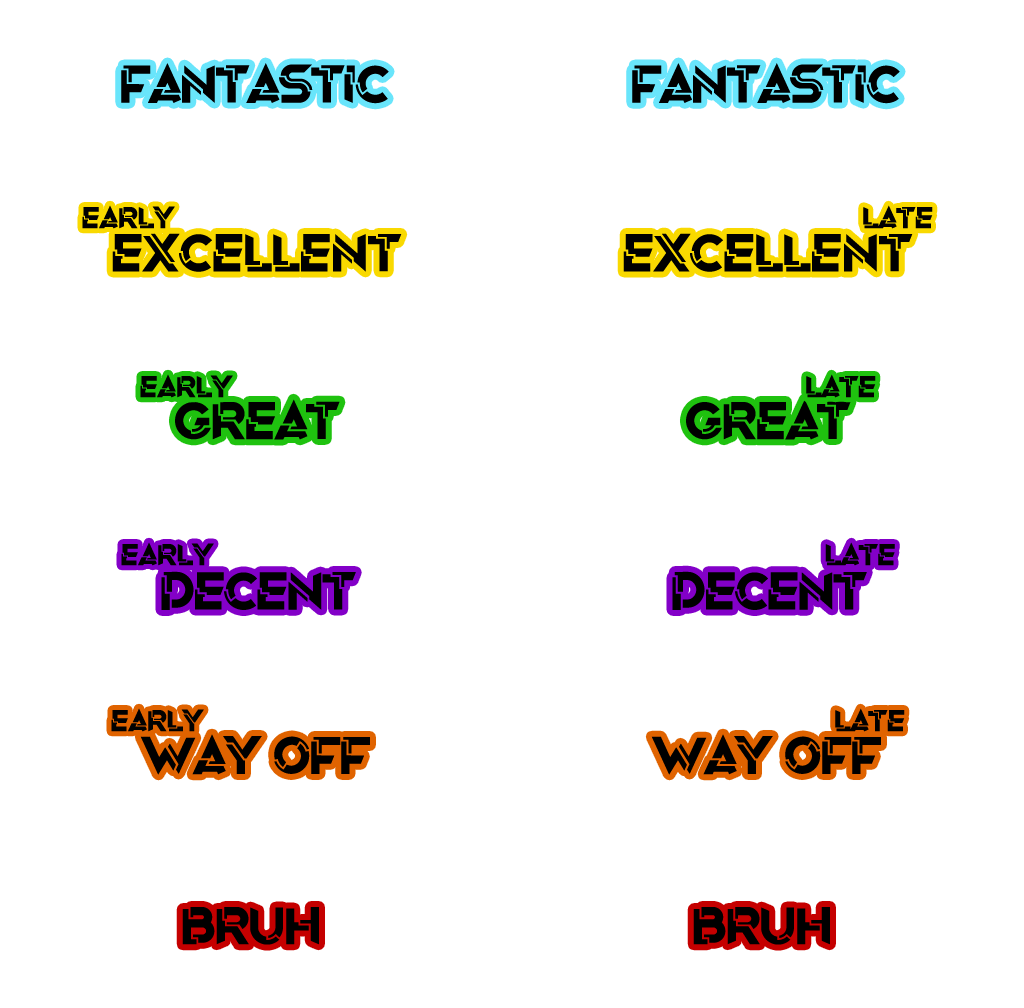 FANTASTIC FANTASTIC
EARLY LATE
EXCELLENT EXCELLENT
EARLY LATE
GREAT GREAT
EARLY LATE
DECENT DECENT
EARLY LATE
WAY OFF WAY OFF
BRUH BRUH